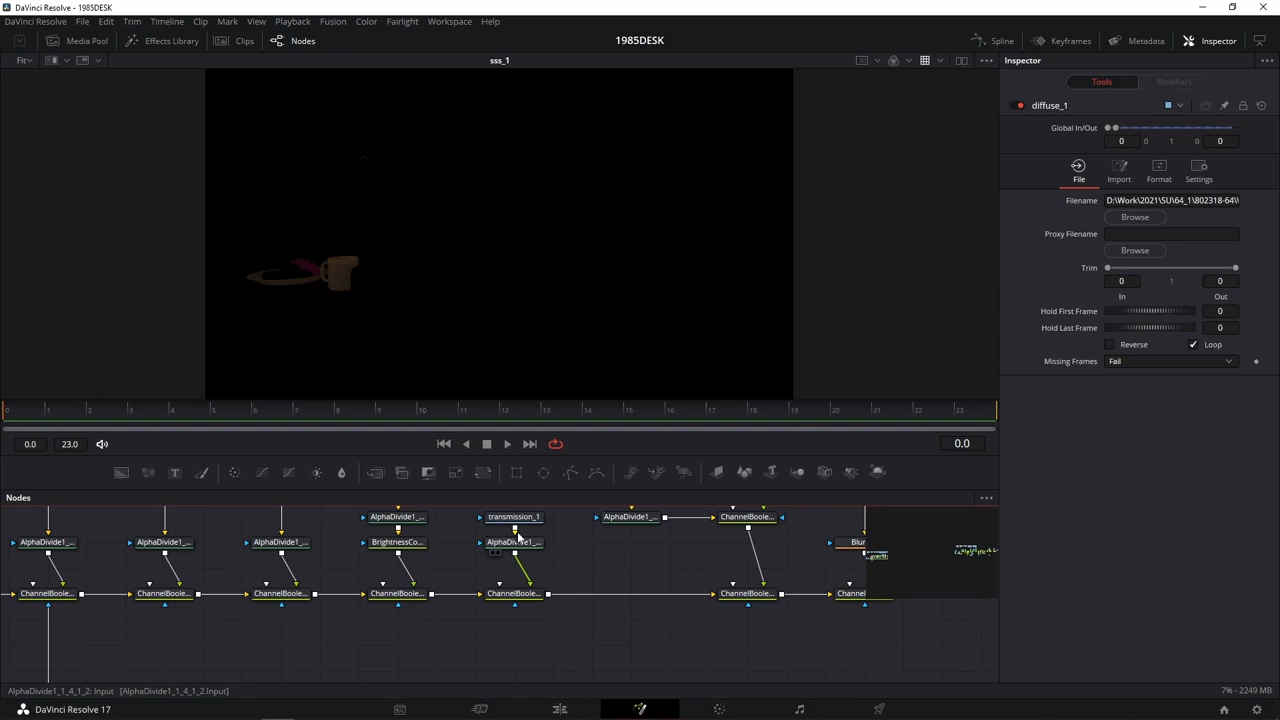 DaVinci Resolve - 1985DESK
DaVinci Resolve File Edit Trim Timeline Clip Mark View Playback Fusion Color Fairlight Workspace Help
Media Pool Effects Library Clips Nodes 1985DESK Spline Keyframes Metadata Inspector
Fit sss_1 Inspector
Tools Modifiers
diffuse_1
Global In/Out
0 0 1 0 0
File Import Format Settings
Filename D:\Work\2021\SU\64_1\802318-64\\
Browse
Proxy Filename
Browse
Trim
0 1 0
In Out
Hold First Frame 0
Hold Last Frame 0
Reverse Loop
Missing Frames Fail
0 1 2 3 4 5 6 7 8 9 10 11 12 13 14 15 16 17 18 19 20 21 22 23
0.0 23.0 0.0
Nodes
AlphaDivide1_... transmission_1 AlphaDivide1_... ChannelBoole...
AlphaDivide1_... AlphaDivide1_... AlphaDivide1_... BrightnessCo... AlphaDivide1_... Blur
ChannelBoole... ChannelBoole... ChannelBoole... ChannelBoole... ChannelBoole... ChannelBoole... Channel
AlphaDivide1_1_4_1_2: Input [AlphaDivide1_1_4_1_2.Input] 7% - 2249 MB
DaVinci Resolve 17